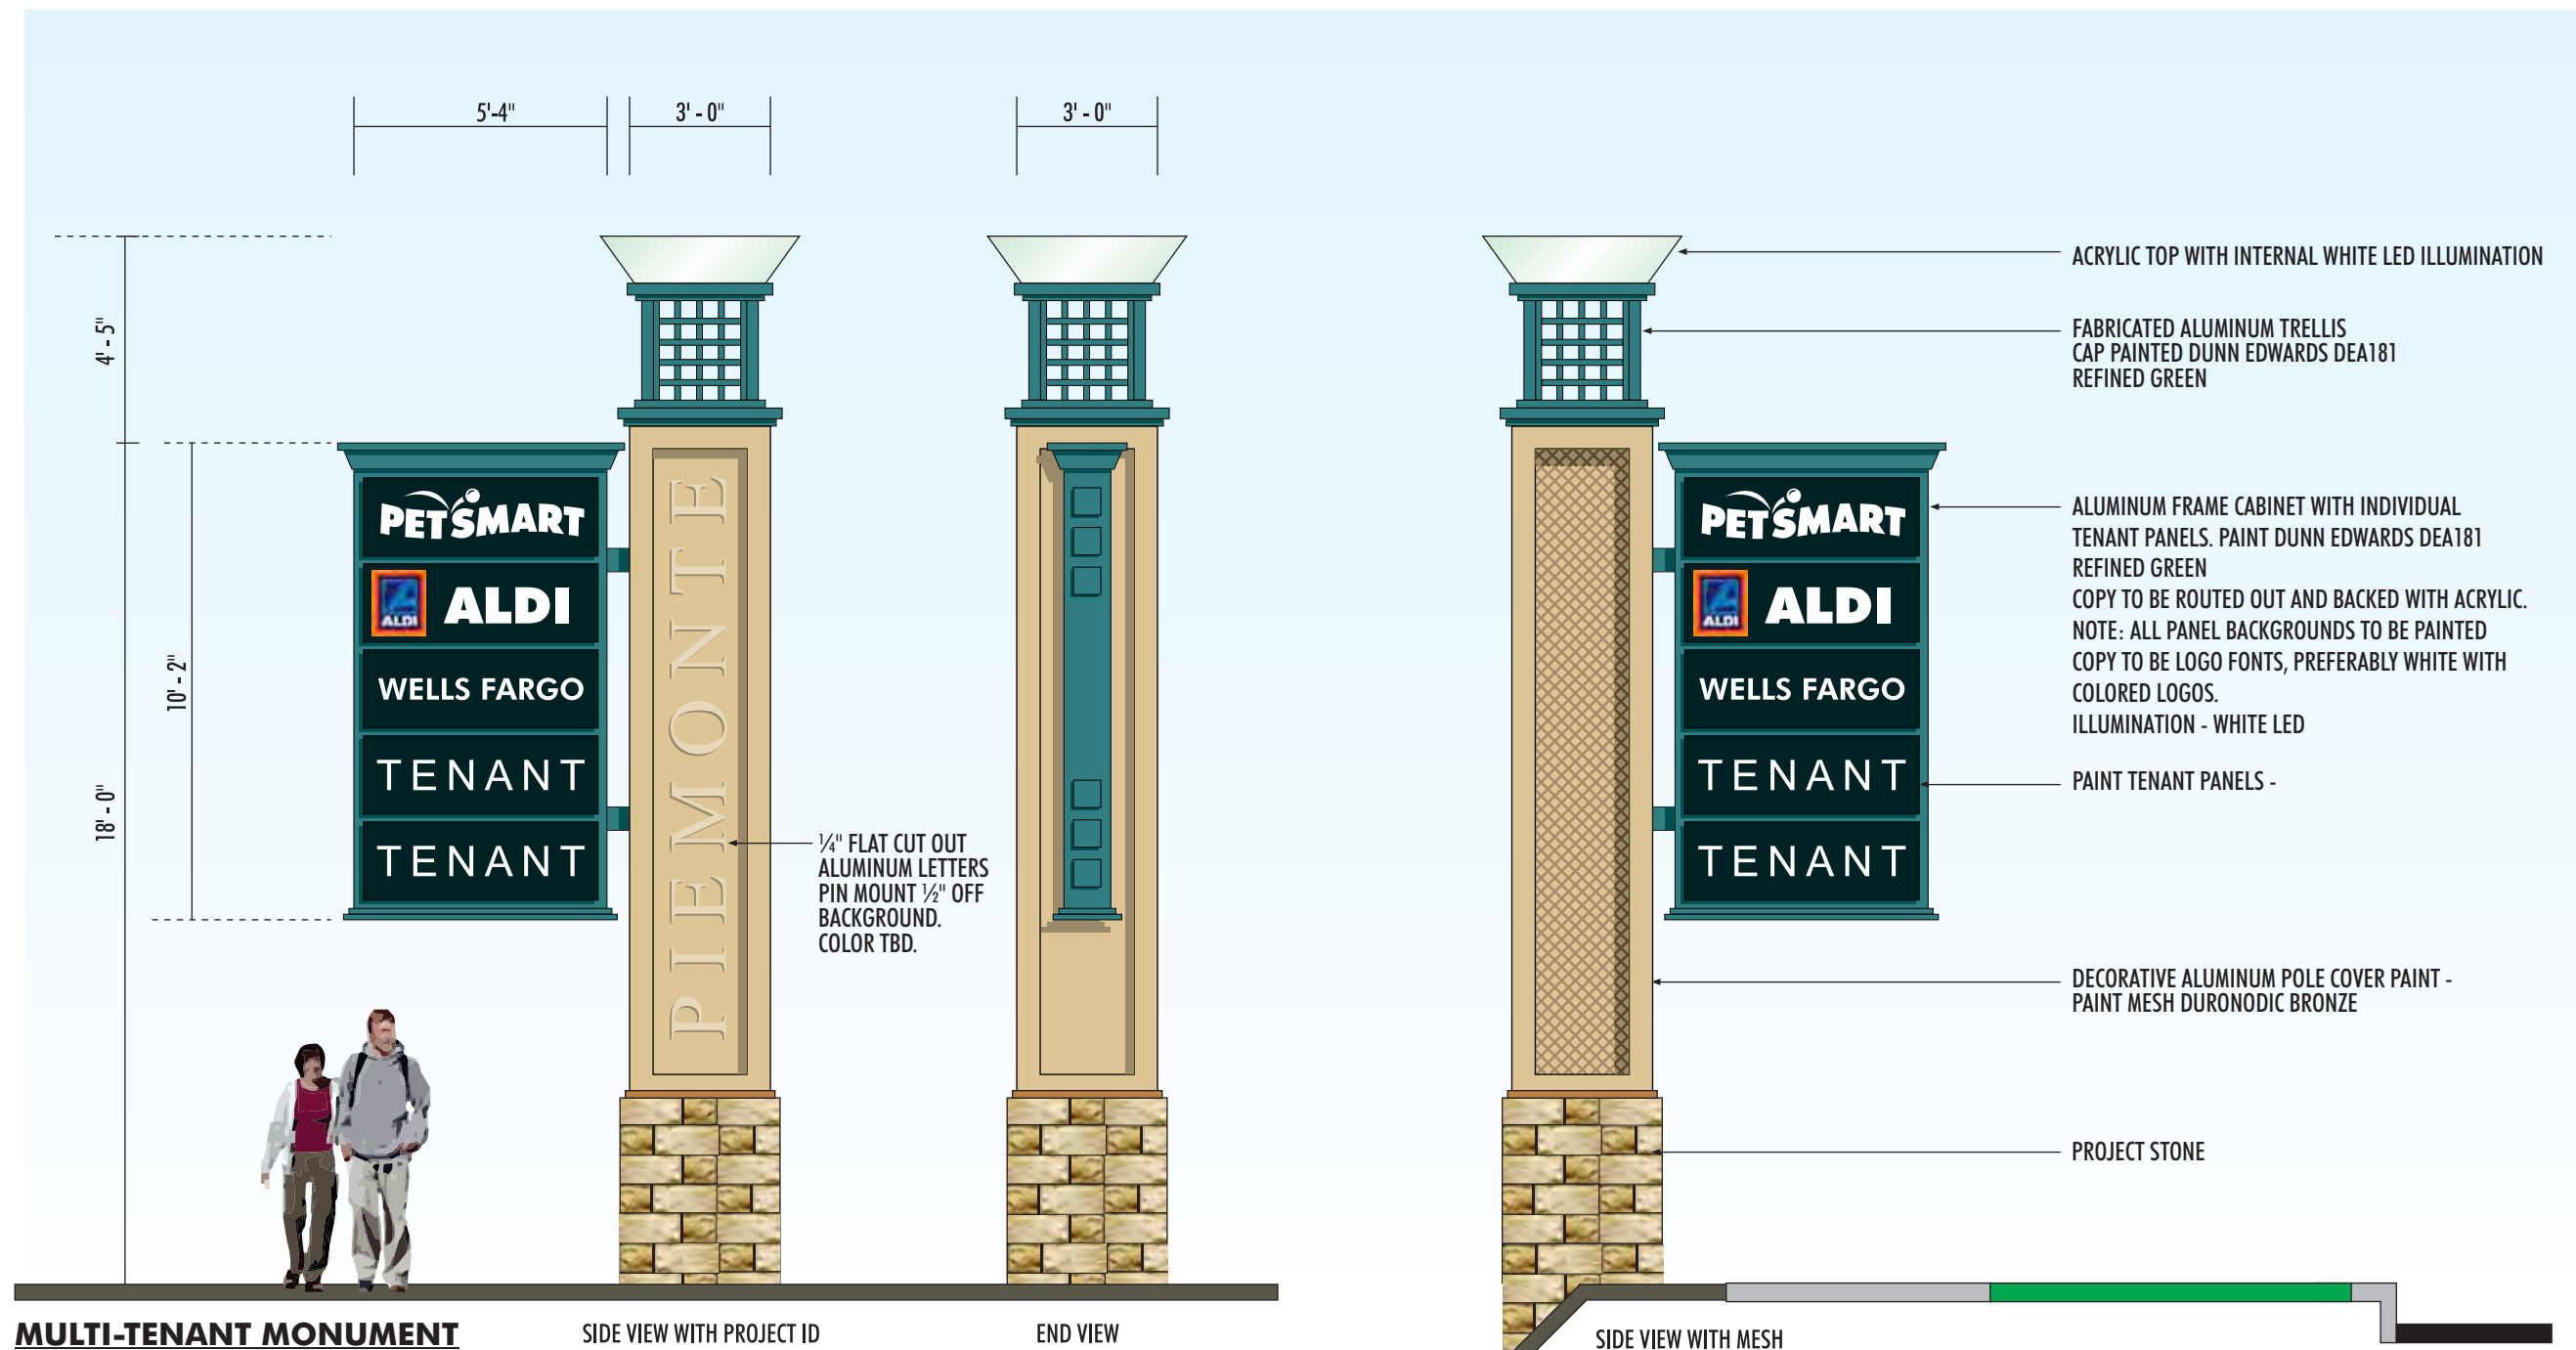 5'-4"
3' - 0"
3' - 0"
4' - 5"
10' - 2"
18' - 0"
PETSMART
ALDI
ALDI
WELLS FARGO
TENANT
TENANT
PIEMONTE
¼" FLAT CUT OUT
ALUMINUM LETTERS
PIN MOUNT ½" OFF
BACKGROUND.
COLOR TBD.
PETSMART
ALDI
ALDI
WELLS FARGO
TENANT
TENANT
ACRYLIC TOP WITH INTERNAL WHITE LED ILLUMINATION
FABRICATED ALUMINUM TRELLIS
CAP PAINTED DUNN EDWARDS DEA181
REFINED GREEN
ALUMINUM FRAME CABINET WITH INDIVIDUAL
TENANT PANELS. PAINT DUNN EDWARDS DEA181
REFINED GREEN
COPY TO BE ROUTED OUT AND BACKED WITH ACRYLIC.
NOTE: ALL PANEL BACKGROUNDS TO BE PAINTED
COPY TO BE LOGO FONTS, PREFERABLY WHITE WITH
COLORED LOGOS.
ILLUMINATION - WHITE LED
PAINT TENANT PANELS -
DECORATIVE ALUMINUM POLE COVER PAINT -
PAINT MESH DURONODIC BRONZE
PROJECT STONE
MULTI-TENANT MONUMENT
SIDE VIEW WITH PROJECT ID
END VIEW
SIDE VIEW WITH MESH